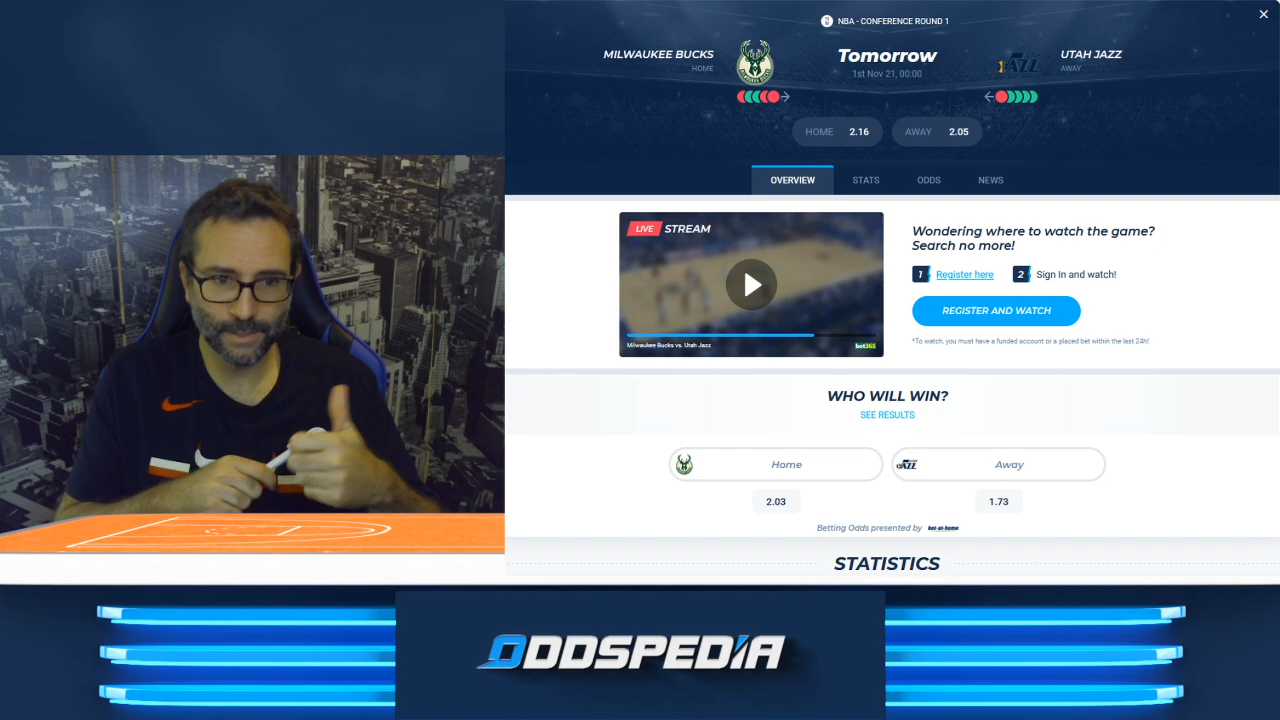 NBA - CONFERENCE ROUND 1
MILWAUKEE BUCKS
HOME
Tomorrow
1st Nov 21, 00:00
JAZZ
UTAH JAZZ
AWAY
HOME 2.16
AWAY 2.05
OVERVIEW STATS ODDS NEWS
LIVE STREAM
Milwaukee Bucks vs. Utah Jazz
bet365
Wondering where to watch the game?
Search no more!
1 Register here 2 Sign In and watch!
REGISTER AND WATCH
*To watch, you must have a funded account or a placed bet within the last 24h!
WHO WILL WIN?
SEE RESULTS
Home
JAZZ
Away
2.03
1.73
Betting Odds presented by bet-at-home
STATISTICS
ODDSPEDIA